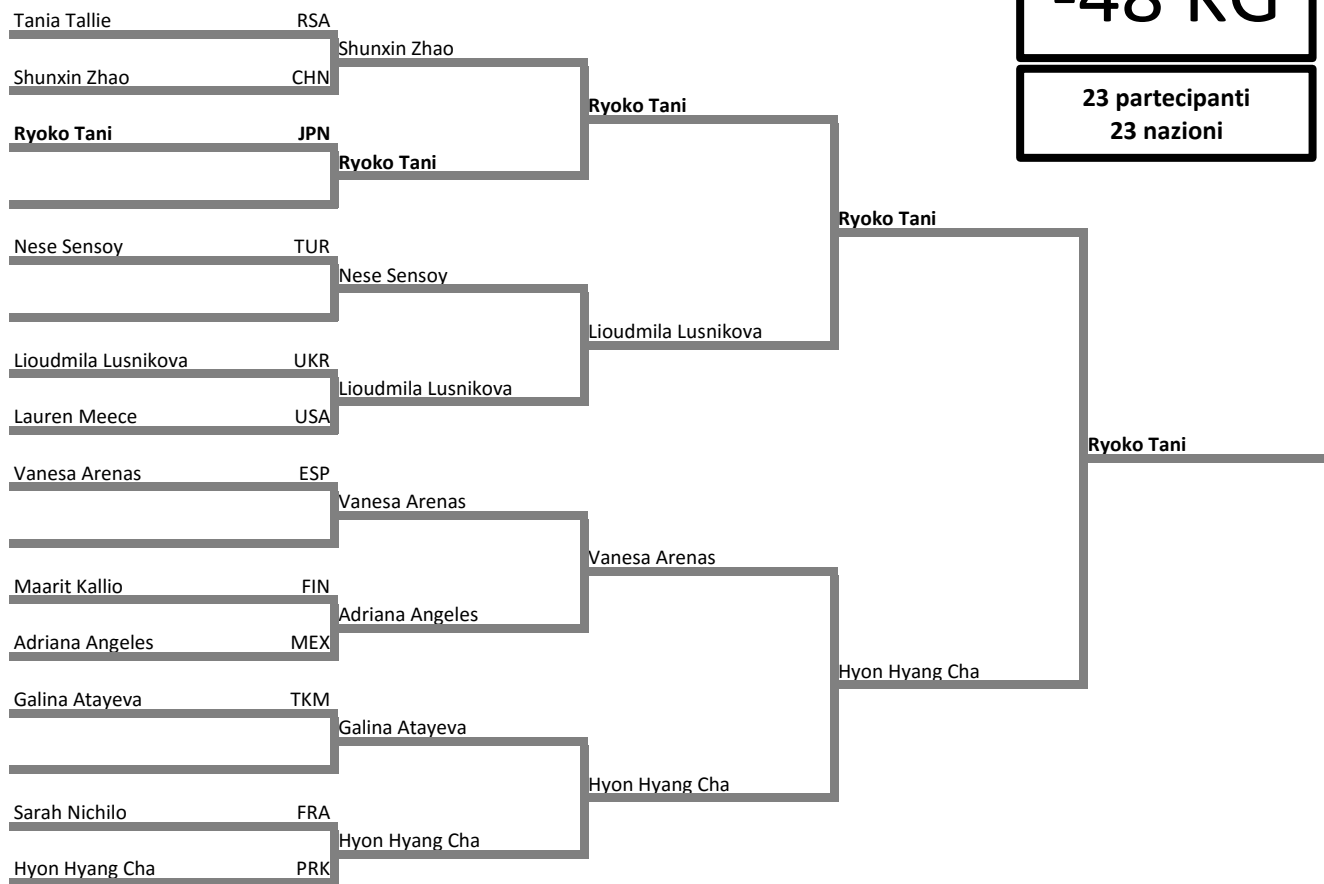 -48 KG
23 partecipanti
23 nazioni
Tania Tallie RSA
Shunxin Zhao
Shunxin Zhao CHN
Ryoko Tani
Ryoko Tani JPN
Ryoko Tani
Ryoko Tani
Nese Sensoy TUR
Nese Sensoy
Lioudmila Lusnikova
Lioudmila Lusnikova UKR
Lioudmila Lusnikova
Lauren Meece USA
Ryoko Tani
Vanesa Arenas ESP
Vanesa Arenas
Vanesa Arenas
Maarit Kallio FIN
Adriana Angeles
Adriana Angeles MEX
Hyon Hyang Cha
Galina Atayeva TKM
Galina Atayeva
Hyon Hyang Cha
Sarah Nichilo FRA
Hyon Hyang Cha
Hyon Hyang Cha PRK